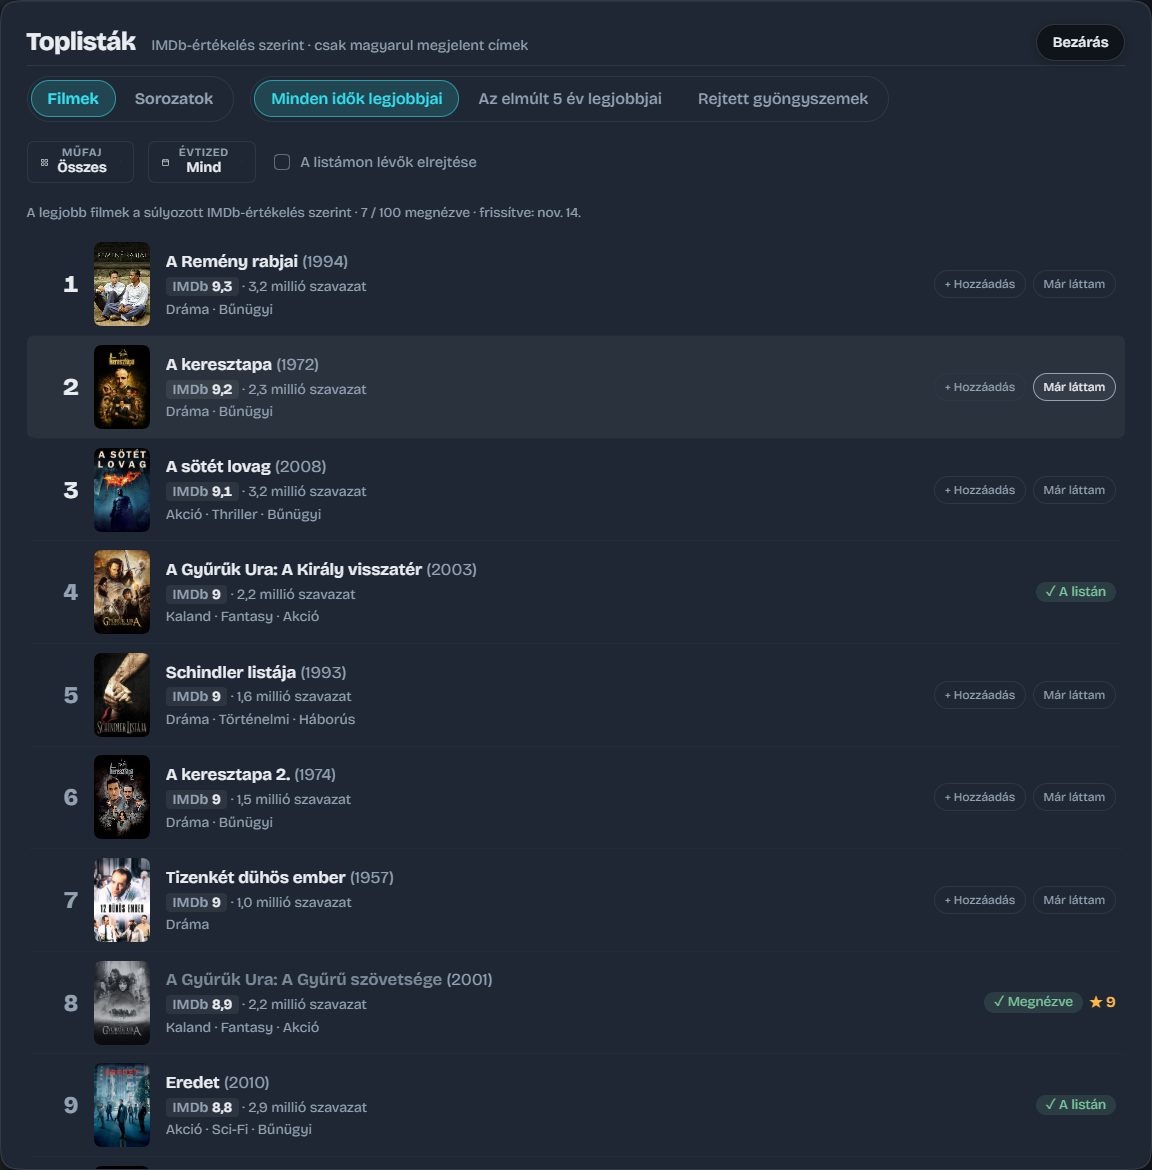 Toplisták IMDb-értékelés szerint · csak magyarul megjelent címek Bezárás
Filmek Sorozatok Minden idők legjobbjai Az elmúlt 5 év legjobbjai Rejtett gyöngyszemek
MŰFAJ ÉVTIZED
Összes Mind A listámon lévők elrejtése
A legjobb filmek a súlyozott IMDb-értékelés szerint · 7 / 100 megnézve · frissítve: nov. 14.
A Remény rabjai (1994)
1 IMDb 9,3 · 3,2 millió szavazat + Hozzáadás Már láttam
Dráma · Bűnügyi
keresztapa
A keresztapa (1972)
2 IMDb 9,2 · 2,3 millió szavazat + Hozzáadás Már láttam
Dráma · Bűnügyi
A SÖTÉT
LOVAG
A sötét lovag (2008)
3 IMDb 9,1 · 3,2 millió szavazat + Hozzáadás Már láttam
Akció · Thriller · Bűnügyi
A Gyűrűk Ura: A Király visszatér (2003)
4 IMDb 9 · 2,2 millió szavazat ✓ A listán
Kaland · Fantasy · Akció
GYŰRŰK URA
Schindler listája (1993)
5 IMDb 9 · 1,6 millió szavazat + Hozzáadás Már láttam
Dráma · Történelmi · Háborús
SCHINDLER LISTÁJA
keresztapa
A keresztapa 2. (1974)
6 IMDb 9 · 1,5 millió szavazat + Hozzáadás Már láttam
Dráma · Bűnügyi
Tizenkét dühös ember (1957)
7 IMDb 9 · 1,0 millió szavazat + Hozzáadás Már láttam
12 DÜHÖS EMBER
Dráma
A Gyűrűk Ura: A Gyűrű szövetsége (2001)
8 IMDb 8,9 · 2,2 millió szavazat ✓ Megnézve ★ 9
Kaland · Fantasy · Akció
GYŰRŰK URA
EREDET
Eredet (2010)
9 IMDb 8,8 · 2,9 millió szavazat ✓ A listán
Akció · Sci-Fi · Bűnügyi